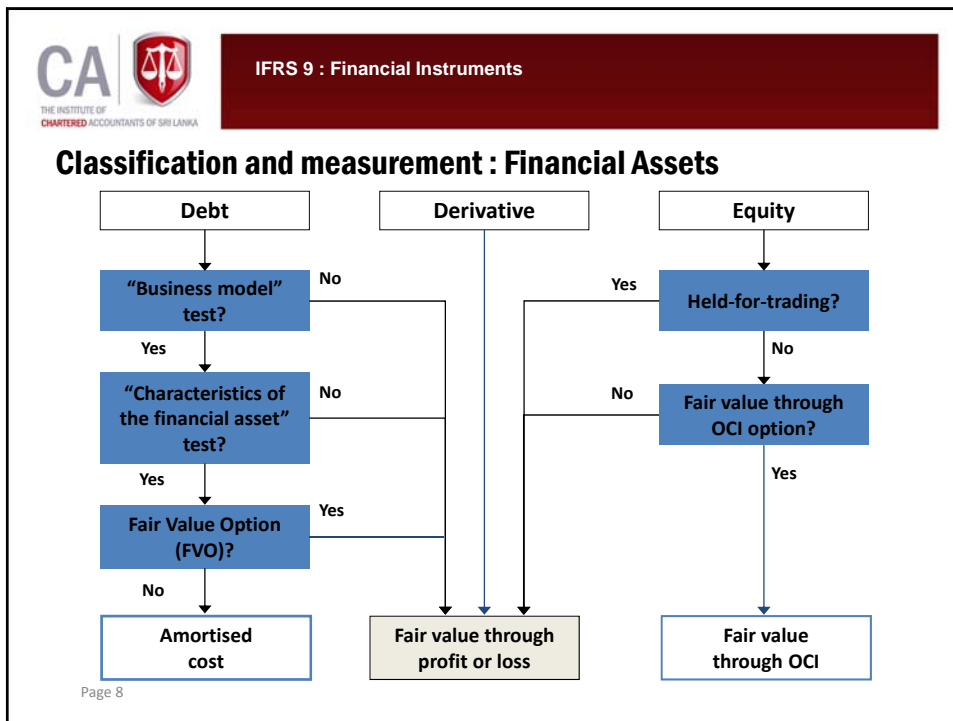 CA
THE INSTITUTE OF
CHARTERED ACCOUNTANTS OF SRI LANKA
IFRS 9 : Financial Instruments
Classification and measurement : Financial Assets
Debt
Derivative
Equity
“Business model”
test?
No
Yes
Held-for-trading?
Yes
No
“Characteristics of
the financial asset”
test?
No
No
Fair value through
OCI option?
Yes
Yes
Fair Value Option
(FVO)?
Yes
No
Amortised
cost
Fair value through
profit or loss
Fair value
through OCI
Page 8